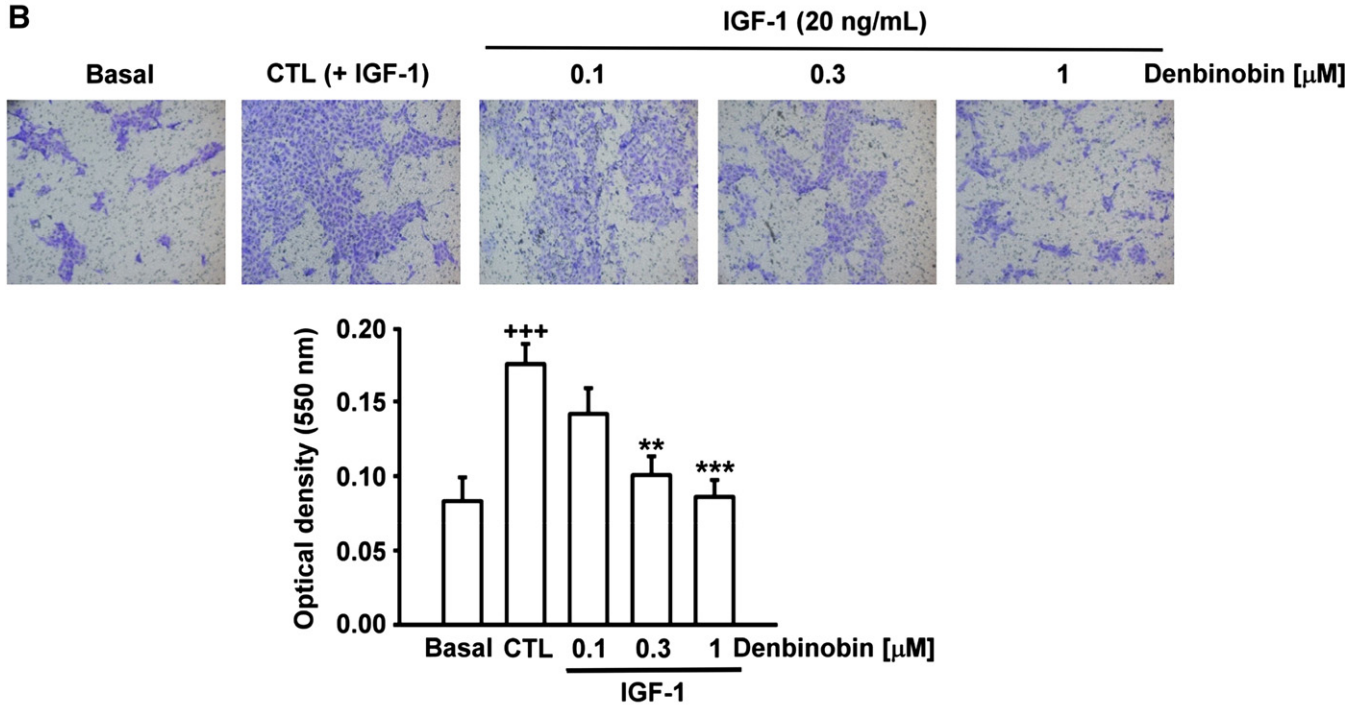 B
IGF-1 (20 ng/mL)
Basal CTL (+ IGF-1) 0.1 0.3 1 Denbinobin [μM]
Optical density (550 nm)
0.20
0.15
0.10
0.05
0.00
+++
**
***
Basal CTL 0.1 0.3 1 Denbinobin [μM]
IGF-1